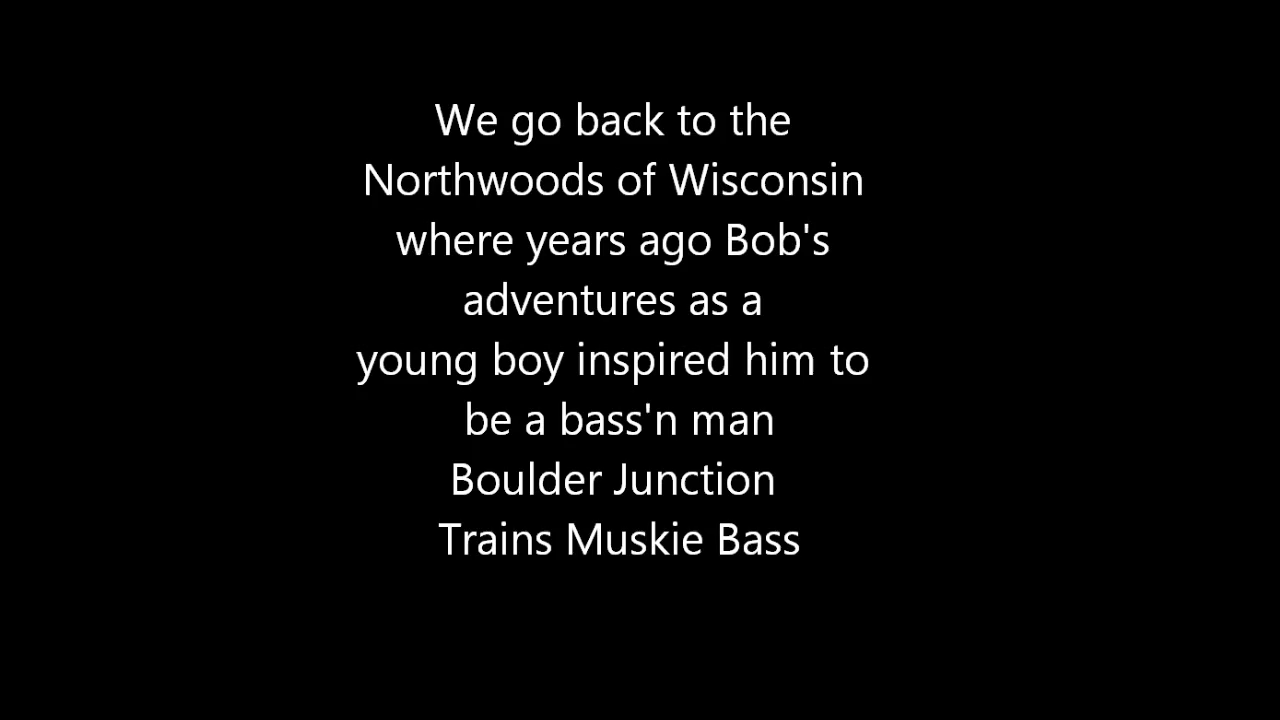 We go back to the
Northwoods of Wisconsin
where years ago Bob's
adventures as a
young boy inspired him to
be a bass'n man
Boulder Junction
Trains Muskie Bass